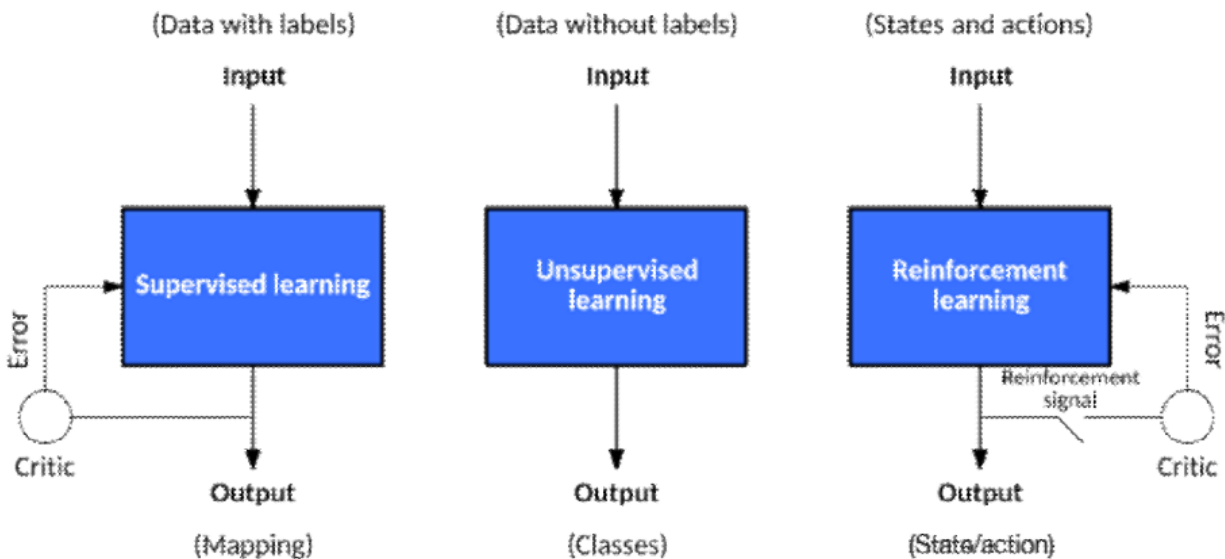 (Data with labels)
Input
Supervised learning
Error
Critic
Output
(Mapping)
(Data without labels)
Input
Unsupervised
learning
Output
(Classes)
(States and actions)
Input
Reinforcement
learning
Reinforcement
signal
Error
Critic
Output
(State/action)